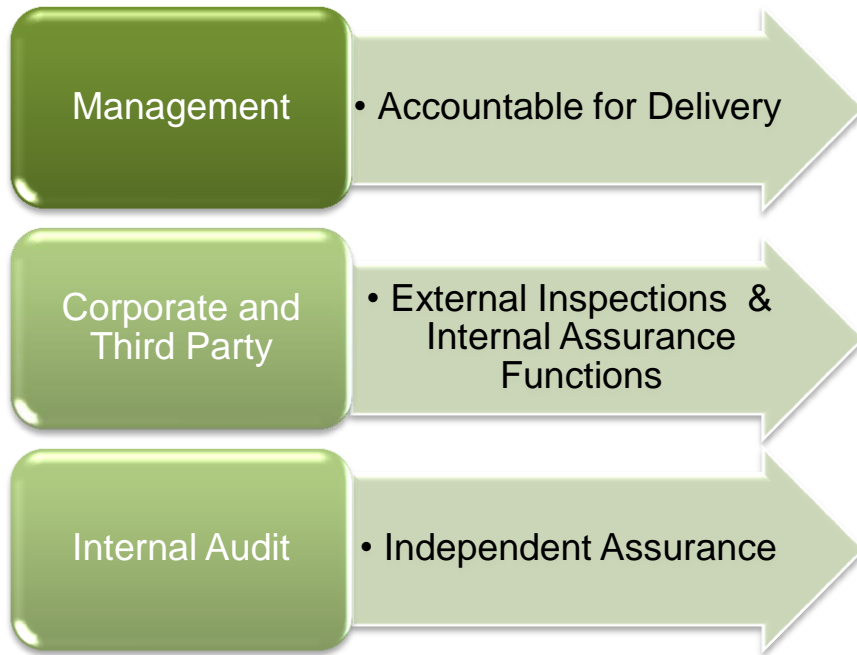 Management
• Accountable for Delivery
Corporate and
Third Party
• External Inspections &
Internal Assurance
Functions
Internal Audit
• Independent Assurance